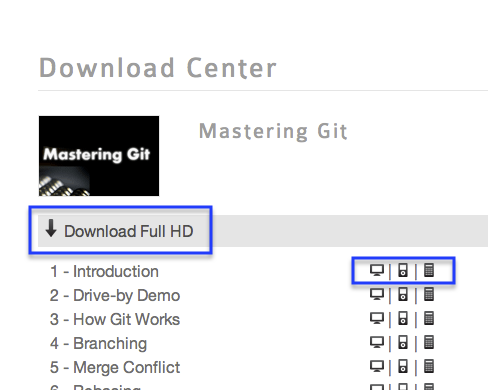 Download Center
Mastering Git
Mastering Git
Download Full HD
1 - Introduction
2 - Drive-by Demo
3 - How Git Works
4 - Branching
5 - Merge Conflict
6 - Rebasing